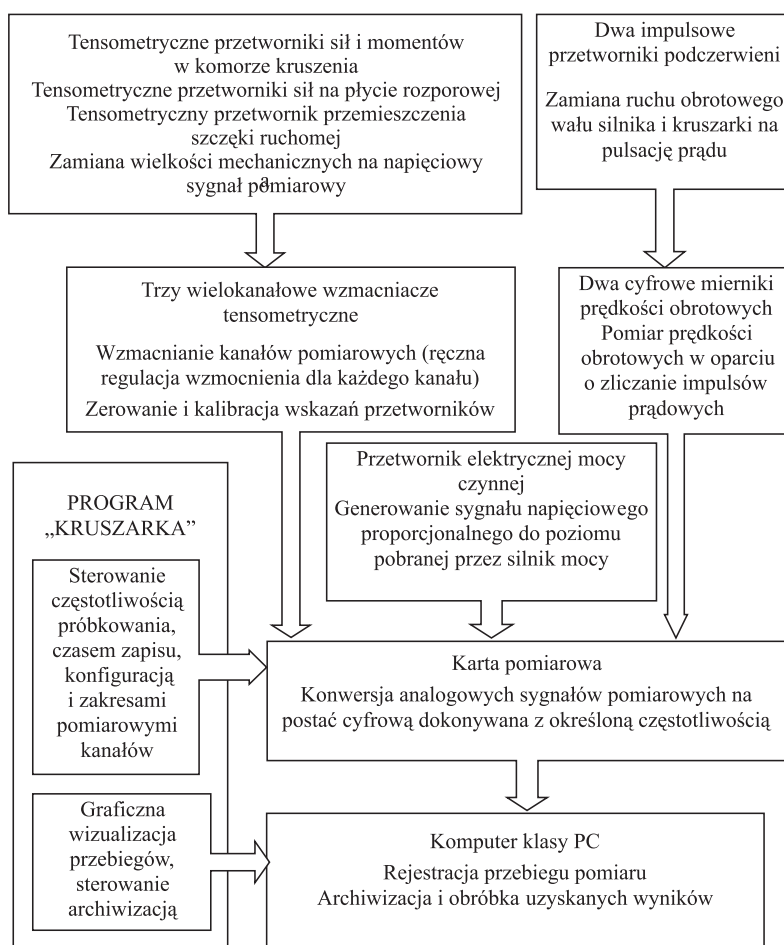 Tensometryczne przetworniki sił i momentów
w komorze kruszenia
Tensometryczne przetworniki sił na płycie rozporowej
Tensometryczny przetwornik przemieszczenia
szczęki ruchomej
Zamiana wielkości mechanicznych na napięciowy
sygnał pomiarowy
Dwa impulsowe
przetworniki podczerwieni
Zamiana ruchu obrotowego
wału silnika i kruszarki na
pulsację prądu
Trzy wielokanałowe wzmacniacze
tensometryczne
Wzmacnianie kanałów pomiarowych (ręczna
regulacja wzmocnienia dla każdego kanału)
Zerowanie i kalibracja wskazań przetworników
Dwa cyfrowe mierniki
prędkości obrotowych
Pomiar prędkości
obrotowych w oparciu
o zliczanie impulsów
prądowych
Przetwornik elektrycznej mocy
czynnej
Generowanie sygnału napięciowego
proporcjonalnego do poziomu
pobranej przez silnik mocy
PROGRAM
„KRUSZARKA”
Sterowanie
częstotliwością
próbkowania,
czasem zapisu,
konfiguracją
i zakresami
pomiarowymi
kanałów
Karta pomiarowa
Konwersja analogowych sygnałów pomiarowych na
postać cyfrową dokonywana z określoną częstotliwością
Graficzna
wizualizacja
przebiegów,
sterowanie
archiwizacją
Komputer klasy PC
Rejestracja przebiegu pomiaru
Archiwizacja i obróbka uzyskanych wyników